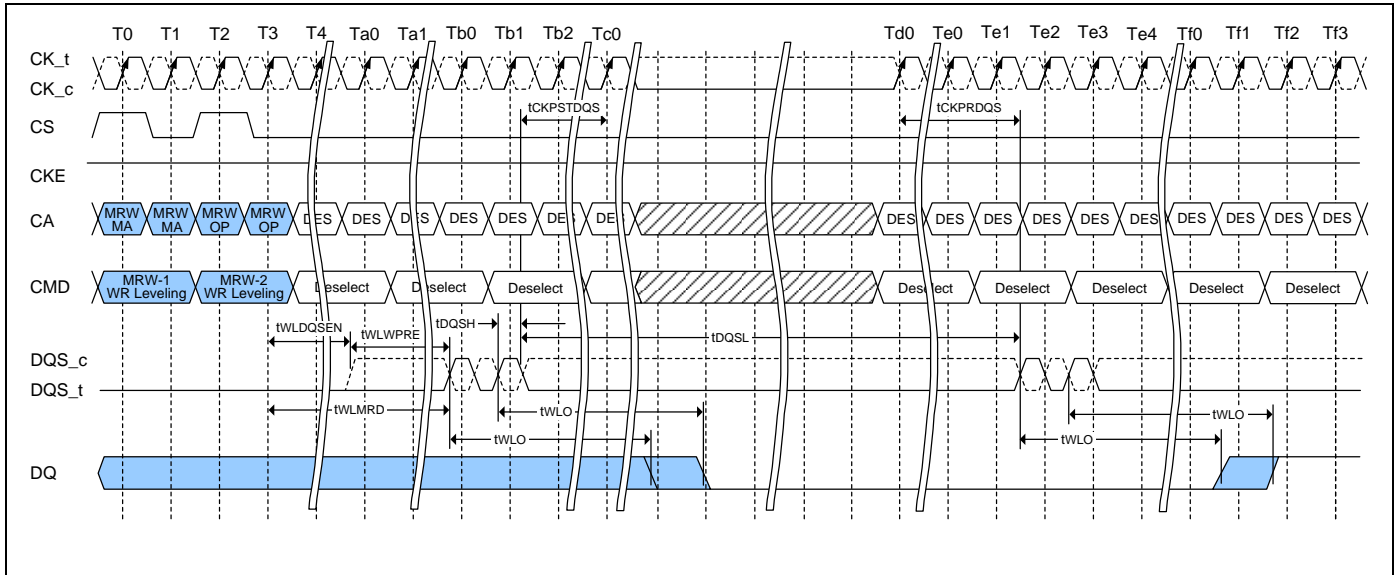 T0 T1 T2 T3 T4 Ta0 Ta1 Tb0 Tb1 Tb2 Tc0 Td0 Te0 Te1 Te2 Te3 Te4 Tf0 Tf1 Tf2 Tf3
CK_t
CK_c
tCKPSTDQS tCKPRDQS
CS
CKE
CA MRW MA MRW MA MRW OP MRW OP DES DES DES DES DES DES DES DES DES DES DES DES DES DES DES DES DES
CMD MRW-1 WR Leveling MRW-2 WR Leveling Deselect Deselect Deselect Deselect Deselect Deselect Deselect Deselect
tWLDQSEN tWLWPRE tDQSH tDQSL
DQS_c
DQS_t
tWLMRD tWLO tWLO
tWLO tWLO
DQ